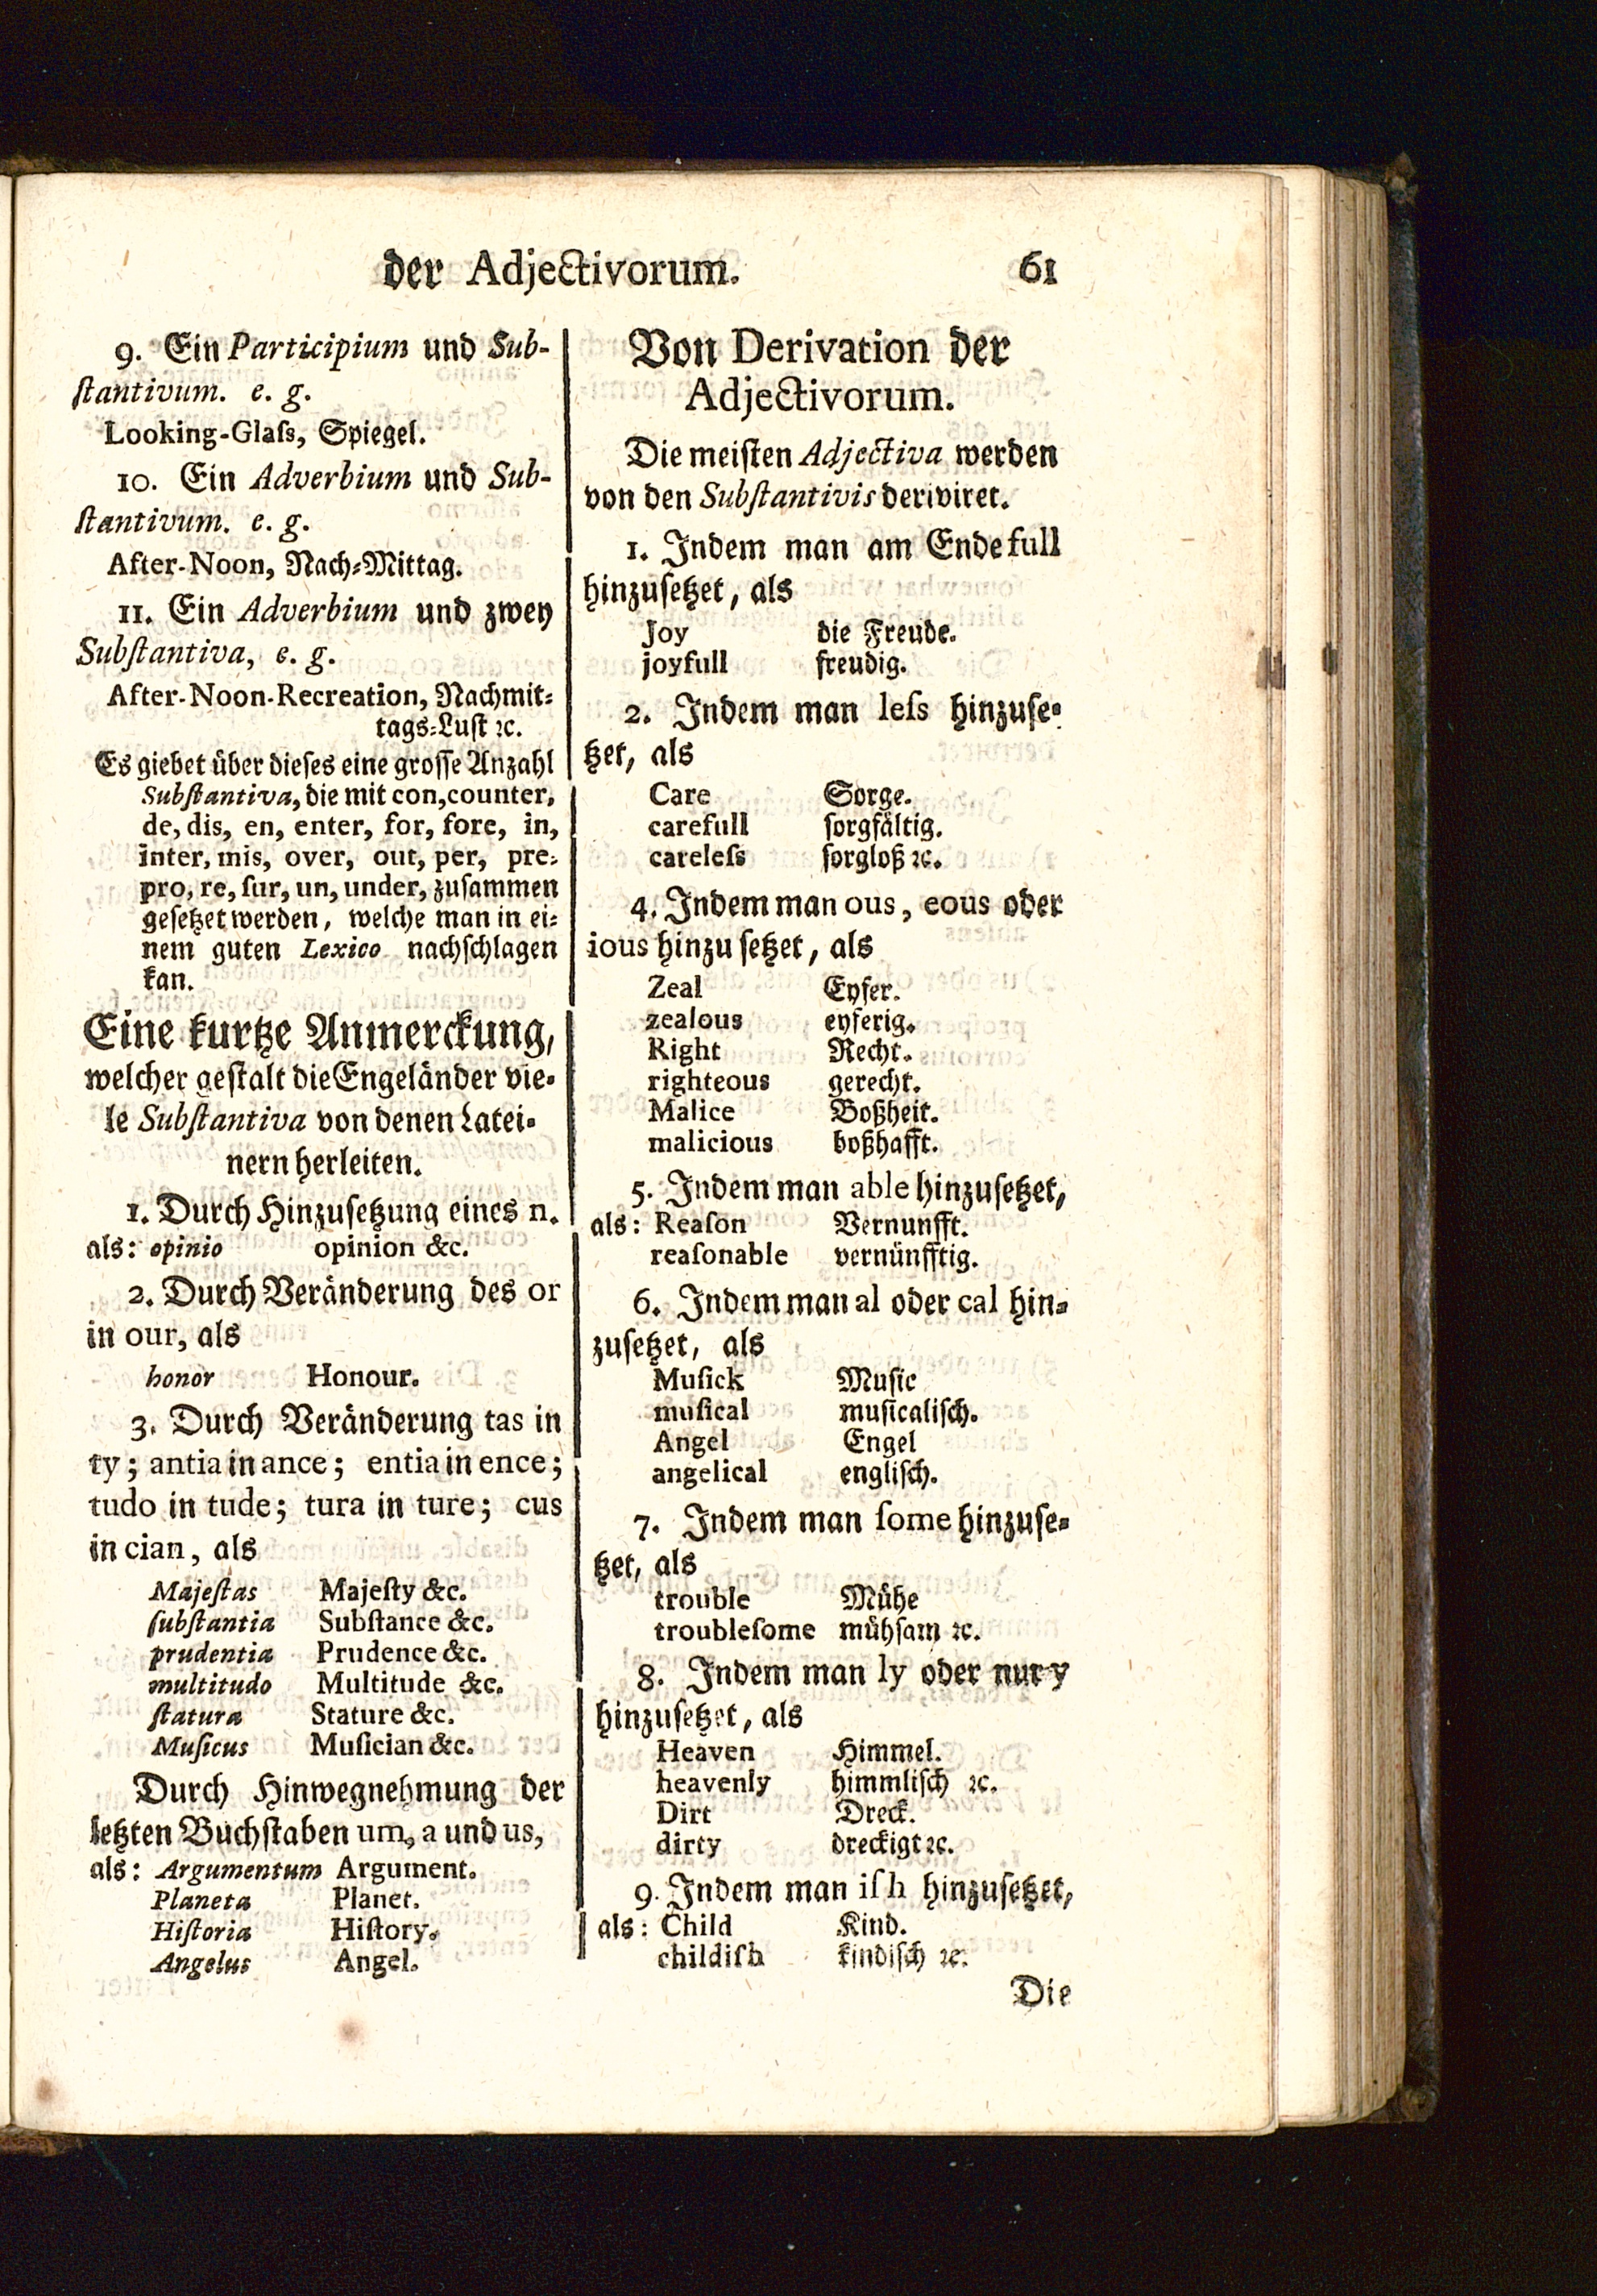 der Adjectivorum. 61
9. Ein Participium und Sub-
ſtantivum. e. g.
Looking-Glaſs, Spiegel.
10. Ein Adverbium und Sub-
ſtantivum. e. g.
After-Noon, Nach-Mittag.
11. Ein Adverbium und zwey
Subſtantiva, e. g.
After-Noon-Recreation, Nachmit-
tags-Luſt ꝛc.
Es giebet über dieſes eine groſſe Anzahl
Subſtantiva, die mit con, counter,
de, dis, en, enter, for, fore, in,
inter, mis, over, out, per, pre-
pro, re, ſur, un, under, zuſammen
geſetzet werden, welche man in ei-
nem guten Lexico nachſchlagen
kan.
Eine kurtze Anmerckung,
welcher geſtalt die Engeländer vie-
le Subſtantiva von denen Latei-
nern herleiten.
1. Durch Hinzuſetzung eines n.
als: opinio opinion &c.
2. Durch Veränderung des or
in our, als
honor Honour.
3. Durch Veränderung tas in
ty; antia in ance; entia in ence;
tudo in tude; tura in ture; cus
in cian, als
Majeſtas Majeſty &c.
ſubſtantia Subſtance &c.
prudentia Prudence &c.
multitudo Multitude &c.
ſtatura Stature &c.
Muſicus Muſician &c.
Durch Hinwegnehmung der
letzten Buchſtaben um, a und us,
als: Argumentum Argument.
Planeta Planet.
Hiſtoria Hiſtory.
Angelus Angel.
Von Derivation der
Adjectivorum.
Die meiſten Adjectiva werden
von den Subſtantivis deriviret.
1. Indem man am Ende full
hinzuſetzet, als
Joy die Freude.
joyfull freudig.
2. Indem man leſs hinzuſe-
tzet, als
Care Sorge.
carefull ſorgfältig.
careleſs ſorgloß ꝛc.
4. Indem man ous, eous oder
ious hinzu ſetzet, als
Zeal Eyfer.
zealous eyferig.
Right Recht.
righteous gerecht.
Malice Boßheit.
malicious boßhafft.
5. Indem man able hinzuſetzet,
als: Reaſon Vernunfft.
reaſonable vernünfftig.
6. Indem man al oder cal hin-
zuſetzet, als
Muſick Muſic
muſical muſicaliſch.
Angel Engel
angelical engliſch.
7. Indem man ſome hinzuſe-
tzet, als
trouble Mühe
troubleſome mühſam ꝛc.
8. Indem man ly oder nur y
hinzuſetzet, als
Heaven Himmel.
heavenly himmliſch ꝛc.
Dirt Dreck.
dirty dreckigt ꝛc.
9. Indem man iſh hinzuſetzet,
als: Child Kind.
childiſh kindiſch ꝛc.
Die